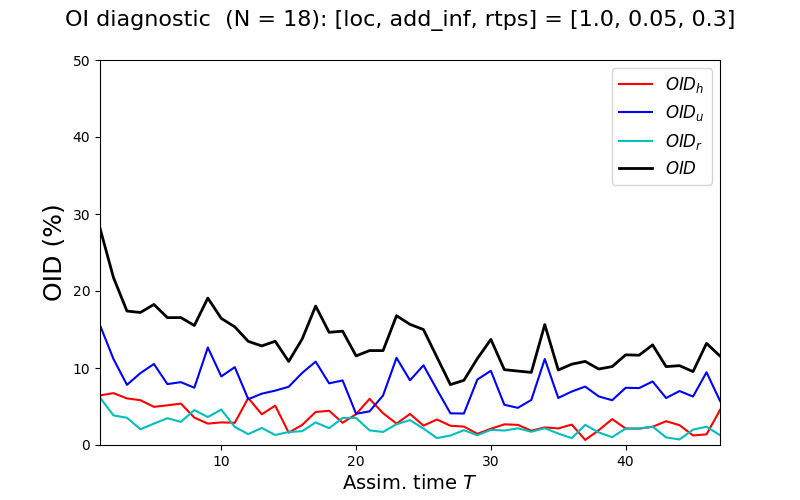 OI diagnostic (N = 18): [loc, add_inf, rtps] = [1.0, 0.05, 0.3]
50
40
30
20
10
0
OID (%)
OID_h
OID_u
OID_r
OID
10 20 30 40
Assim. time T